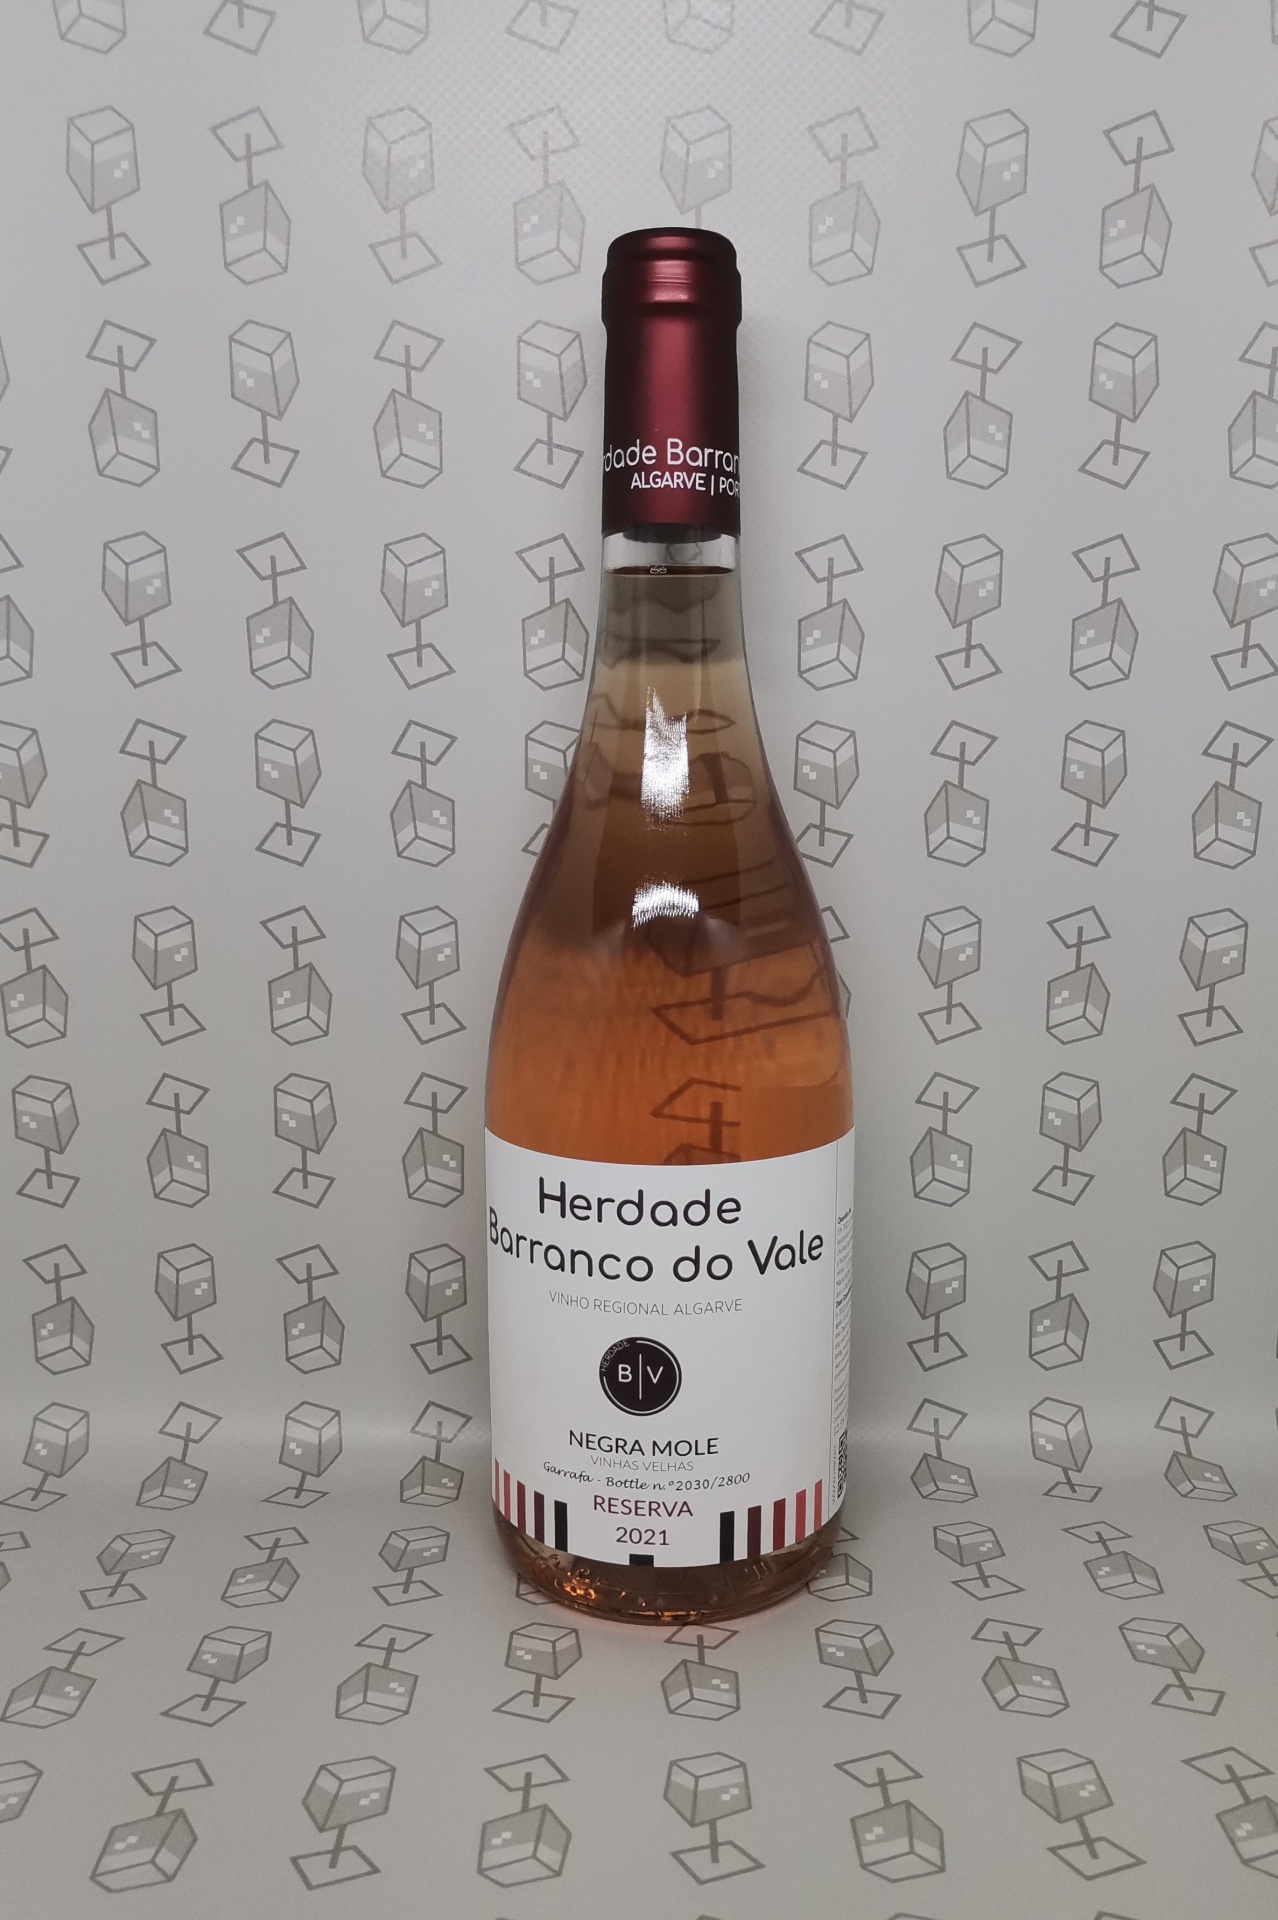 rdade Barran
ALGARVE | POR
Herdade
Barranco do Vale
VINHO REGIONAL ALGARVE
HERDADE
B|V
NEGRA MOLE
VINHAS VELHAS
Garrafa - Bottle n.º2030/2800
RESERVA
2021